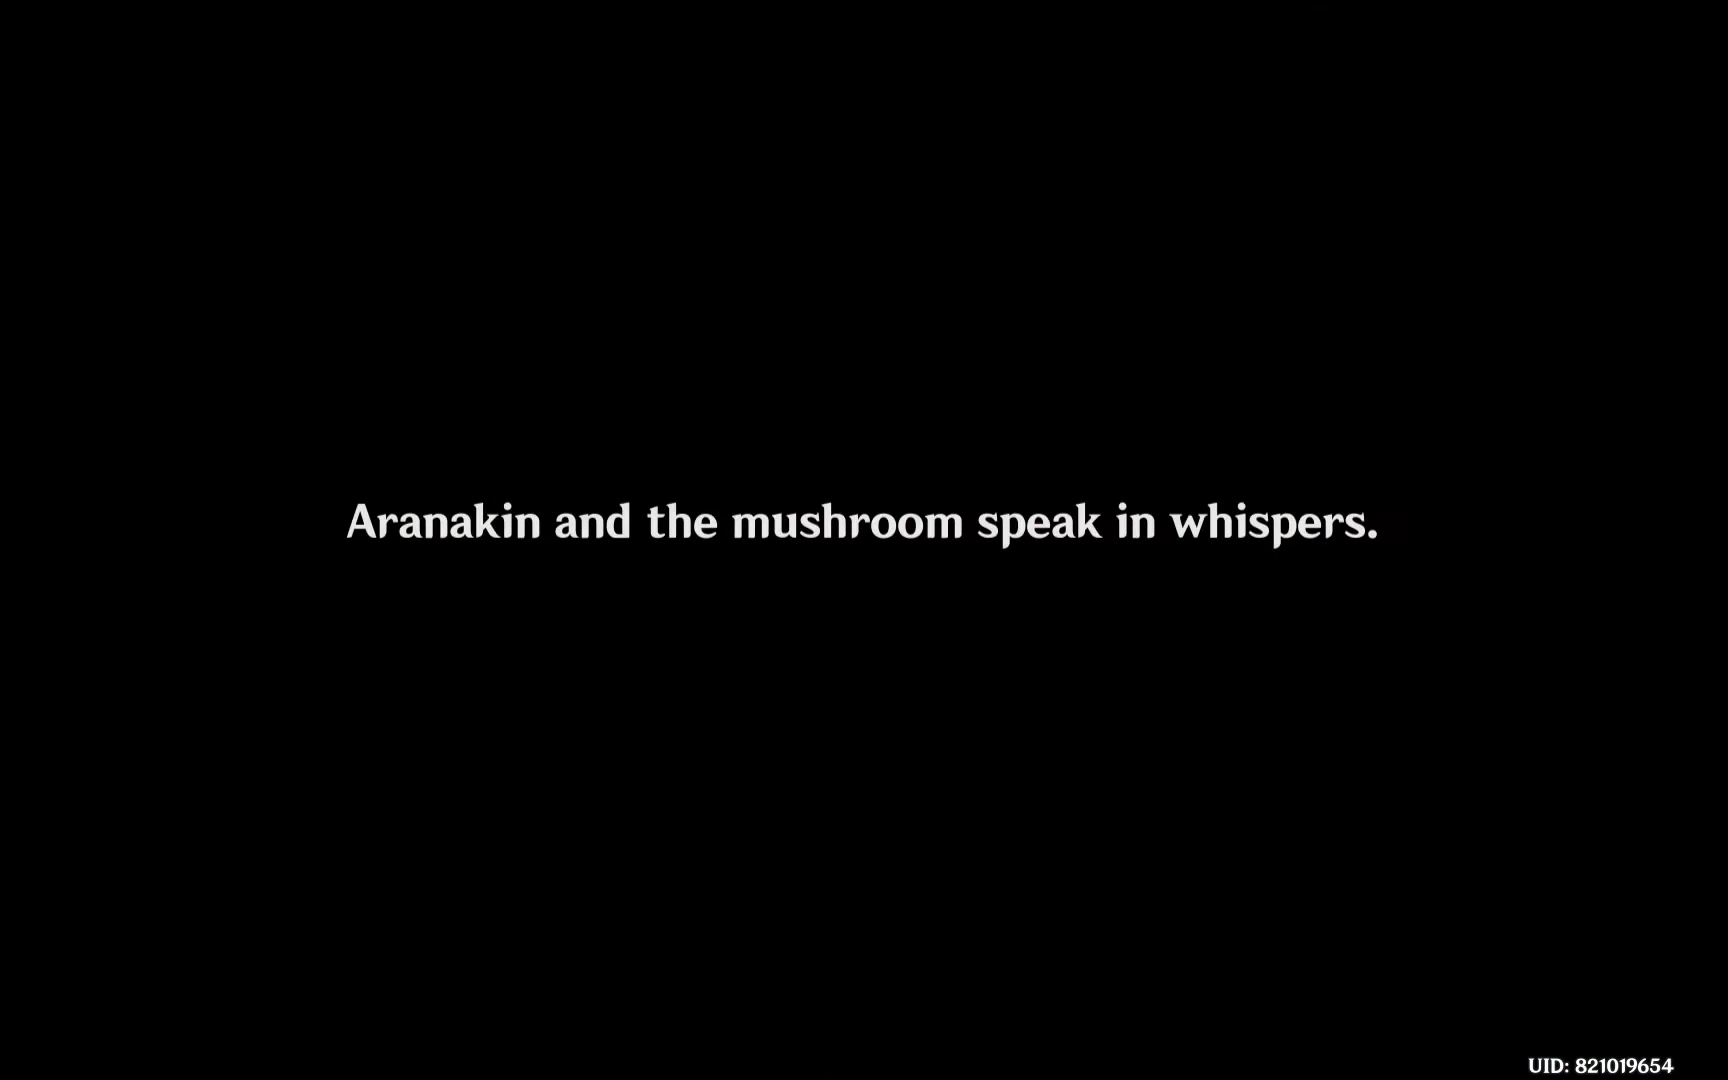 Aranakin and the mushroom speak in whispers.
UID: 821019654